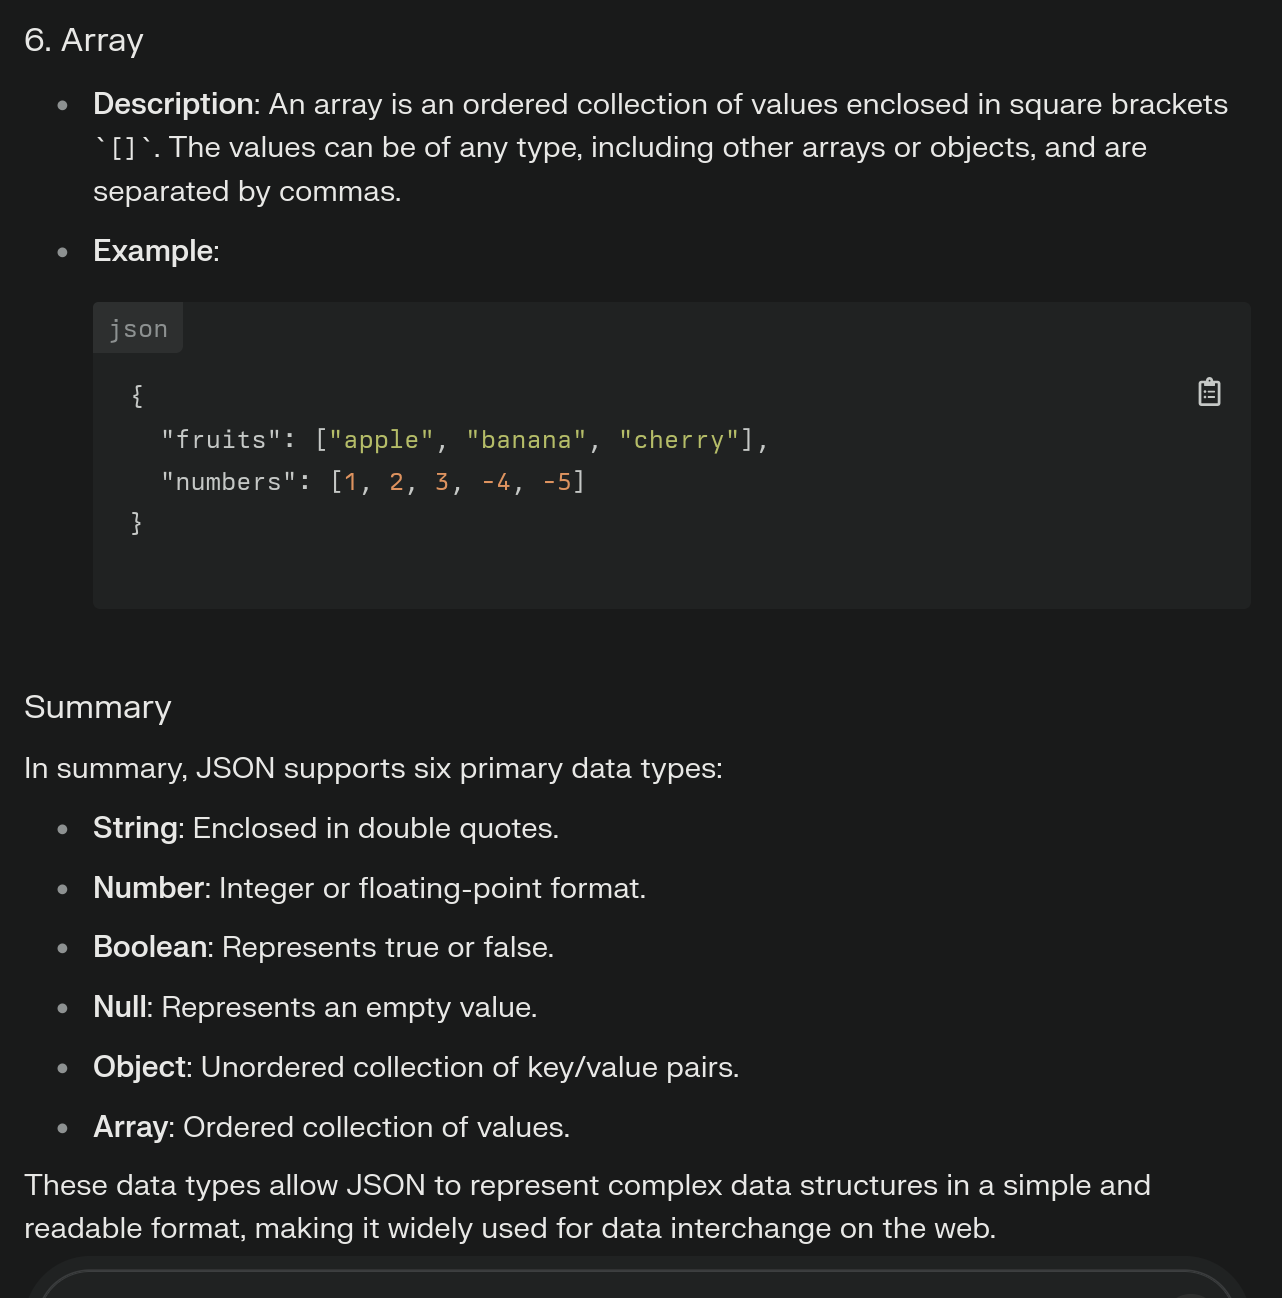 6. Array
Description: An array is an ordered collection of values enclosed in square brackets
`[]`. The values can be of any type, including other arrays or objects, and are
separated by commas.
Example:
json
{
"fruits": ["apple", "banana", "cherry"],
"numbers": [1, 2, 3, -4, -5]
}
Summary
In summary, JSON supports six primary data types:
String: Enclosed in double quotes.
Number: Integer or floating-point format.
Boolean: Represents true or false.
Null: Represents an empty value.
Object: Unordered collection of key/value pairs.
Array: Ordered collection of values.
These data types allow JSON to represent complex data structures in a simple and
readable format, making it widely used for data interchange on the web.